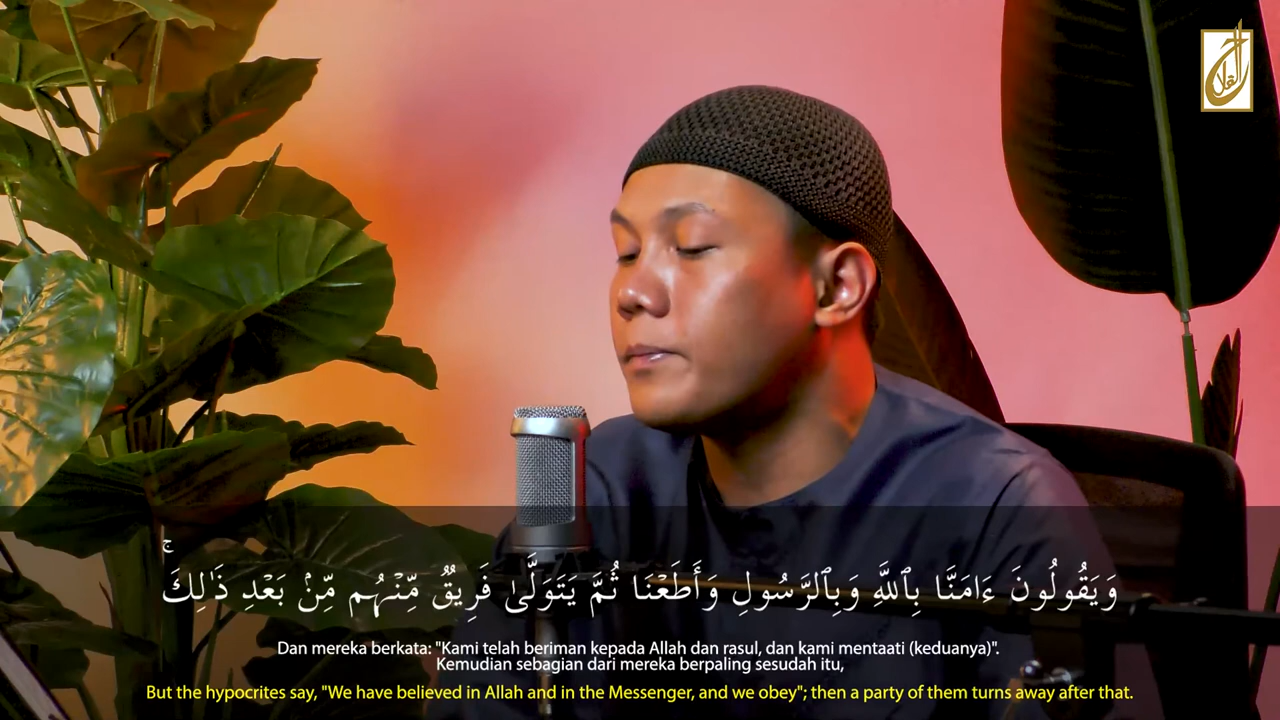 وَيَقُولُونَ ءَامَنَّا بِٱللَّهِ وَبِٱلرَّسُولِ وَأَطَعْنَا ثُمَّ يَتَوَلَّىٰ فَرِيقٌ مِّنْهُم مِّنۢ بَعْدِ ذَٰلِكَ ۚ
Dan mereka berkata: "Kami telah beriman kepada Allah dan rasul, dan kami mentaati (keduanya)".
Kemudian sebagian dari mereka berpaling sesudah itu,
But the hypocrites say, "We have believed in Allah and in the Messenger, and we obey"; then a party of them turns away after that.